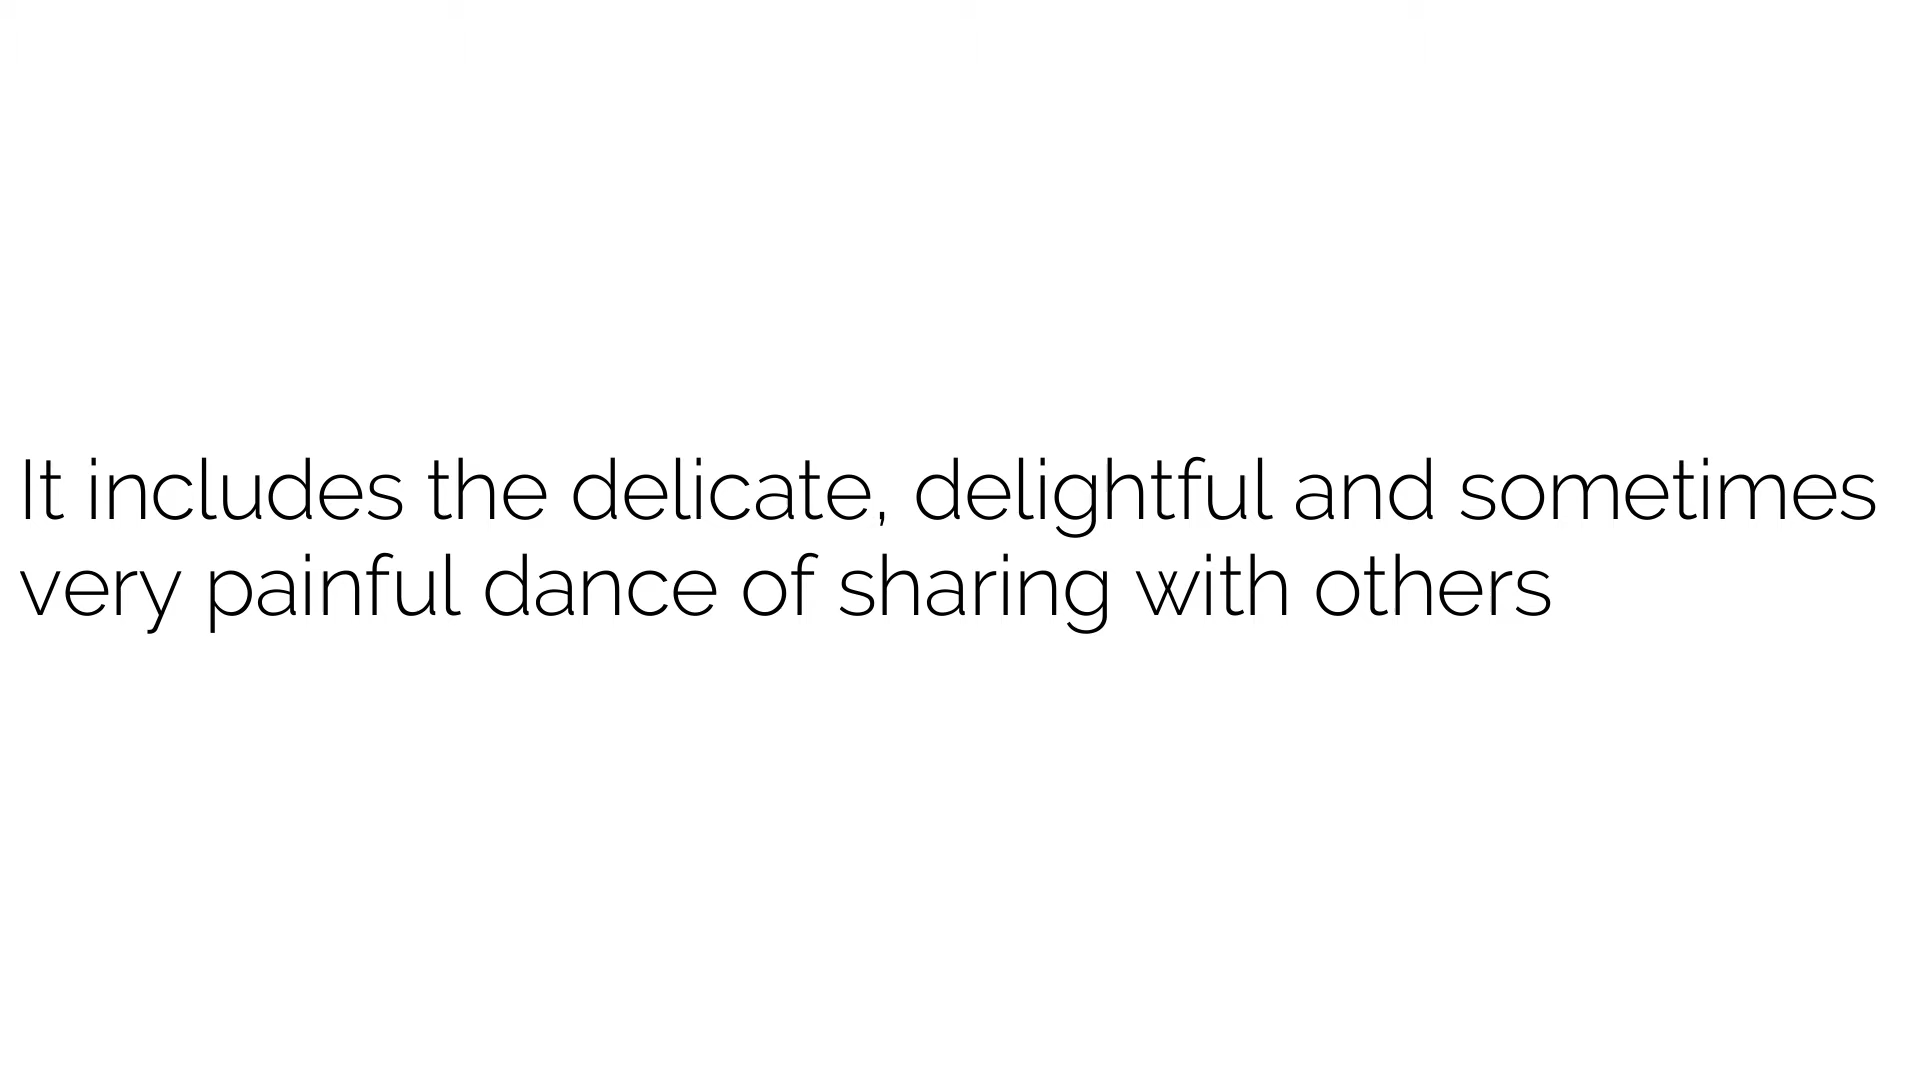 It includes the delicate, delightful and sometimes
very painful dance of sharing with others